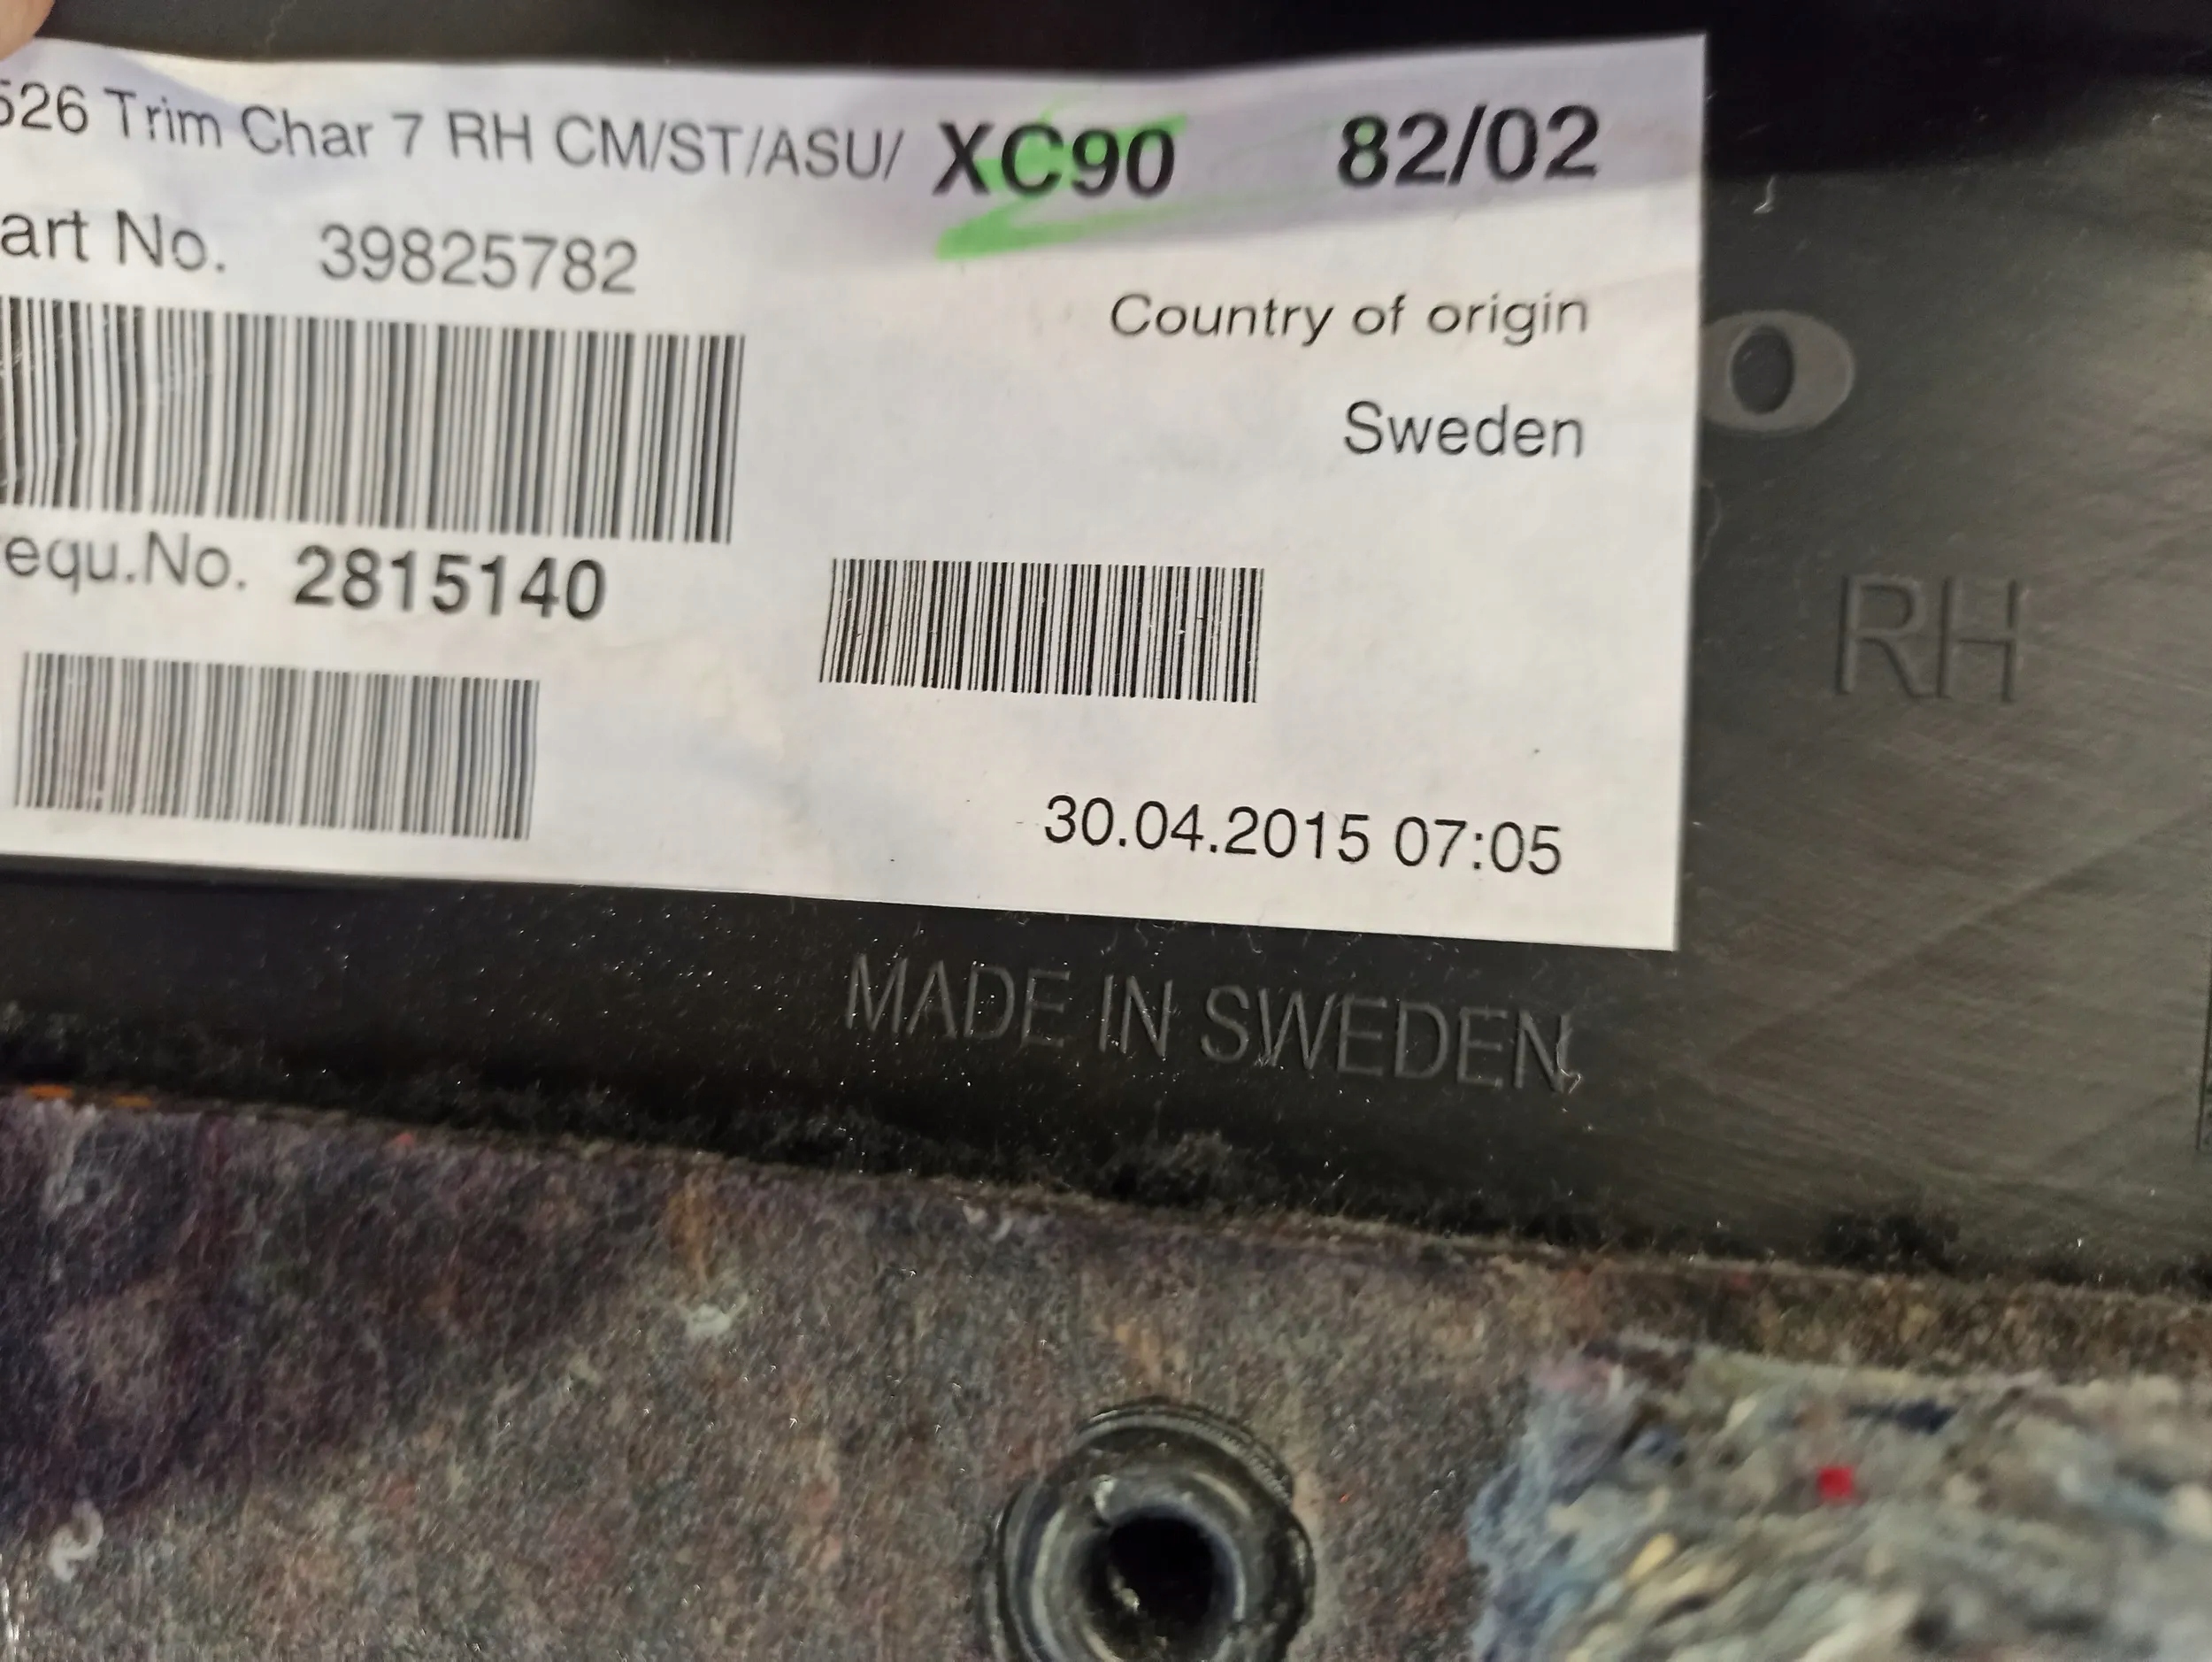 526 Trim Char 7 RH CM/ST/ASU/ XC90 82/02
art No. 39825782
Country of origin
Sweden
equ.No. 2815140
30.04.2015 07:05
O
RH
MADE IN SWEDEN